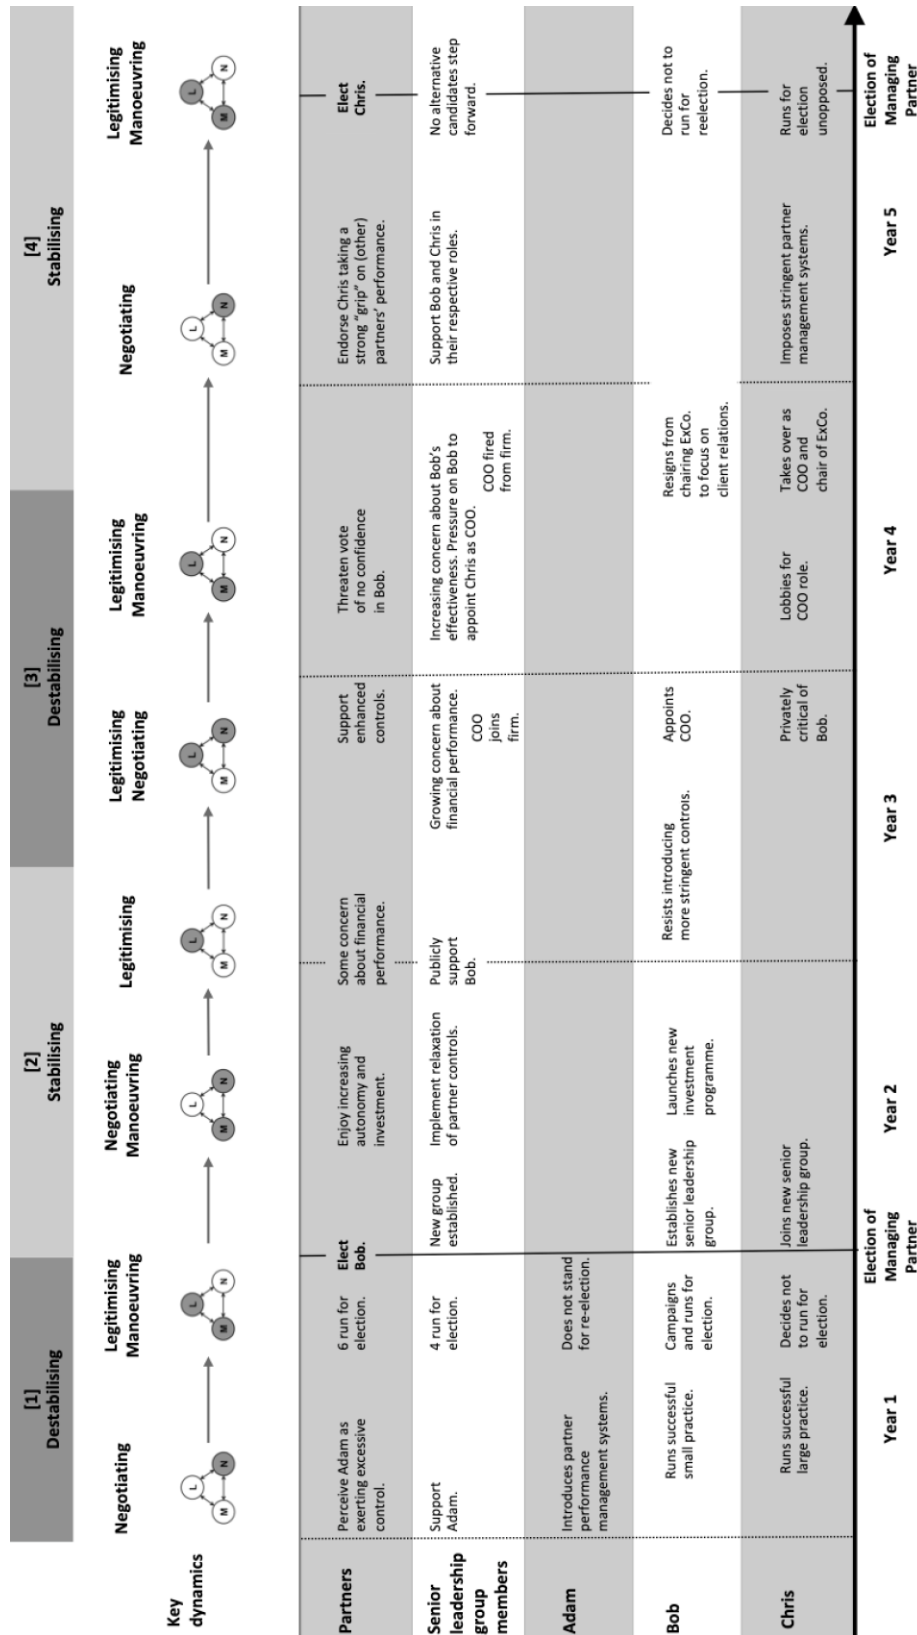 [1]
Destabilising
[2]
Stabilising
[3]
Destabilising
[4]
Stabilising
Key
dynamics
Negotiating
Legitimising
Manoeuvring
Negotiating
Manoeuvring
Legitimising
Legitimising
Negotiating
Legitimising
Manoeuvring
Negotiating
Legitimising
Manoeuvring
L
M
N
L
M
N
L
M
N
L
M
N
L
M
N
L
M
N
L
M
N
L
M
N
Partners
Perceive Adam as
exerting excessive
control.
6 run for
election.
Elect
Bob.
Enjoy increasing
autonomy and
investment.
Some concern
about financial
performance.
Support
enhanced
controls.
Threaten vote
of no confidence
in Bob.
Endorse Chris taking a
strong "grip" on (other)
partners' performance.
Elect
Chris.
Senior
leadership
group
members
Support
Adam.
4 run for
election.
New group
established.
Implement relaxation
of partner controls.
Publicly
support
Bob.
Growing concern about
financial performance.
COO
joins
firm.
Increasing concern about Bob's
effectiveness. Pressure on Bob to
appoint Chris as COO.
COO fired
from firm.
Support Bob and Chris in
their respective roles.
No alternative
candidates step
forward.
Adam
Introduces partner
performance
management systems.
Does not stand
for re-election.
Bob
Runs successful
small practice.
Campaigns
and runs for
election.
Establishes new
senior leadership
group.
Launches new
investment
programme.
Resists introducing
more stringent controls.
Appoints
COO.
Resigns from
chairing ExCo.
to focus on
client relations.
Decides not to
run for
reelection.
Chris
Runs successful
large practice.
Decides not
to run for
election.
Joins new senior
leadership group.
Privately
critical of
Bob.
Lobbies for
COO role.
Takes over as
COO and
chair of ExCo.
Imposes stringent partner
management systems.
Runs for
election
unopposed.
Year 1
Election of
Managing
Partner
Year 2
Year 3
Year 4
Year 5
Election of
Managing
Partner